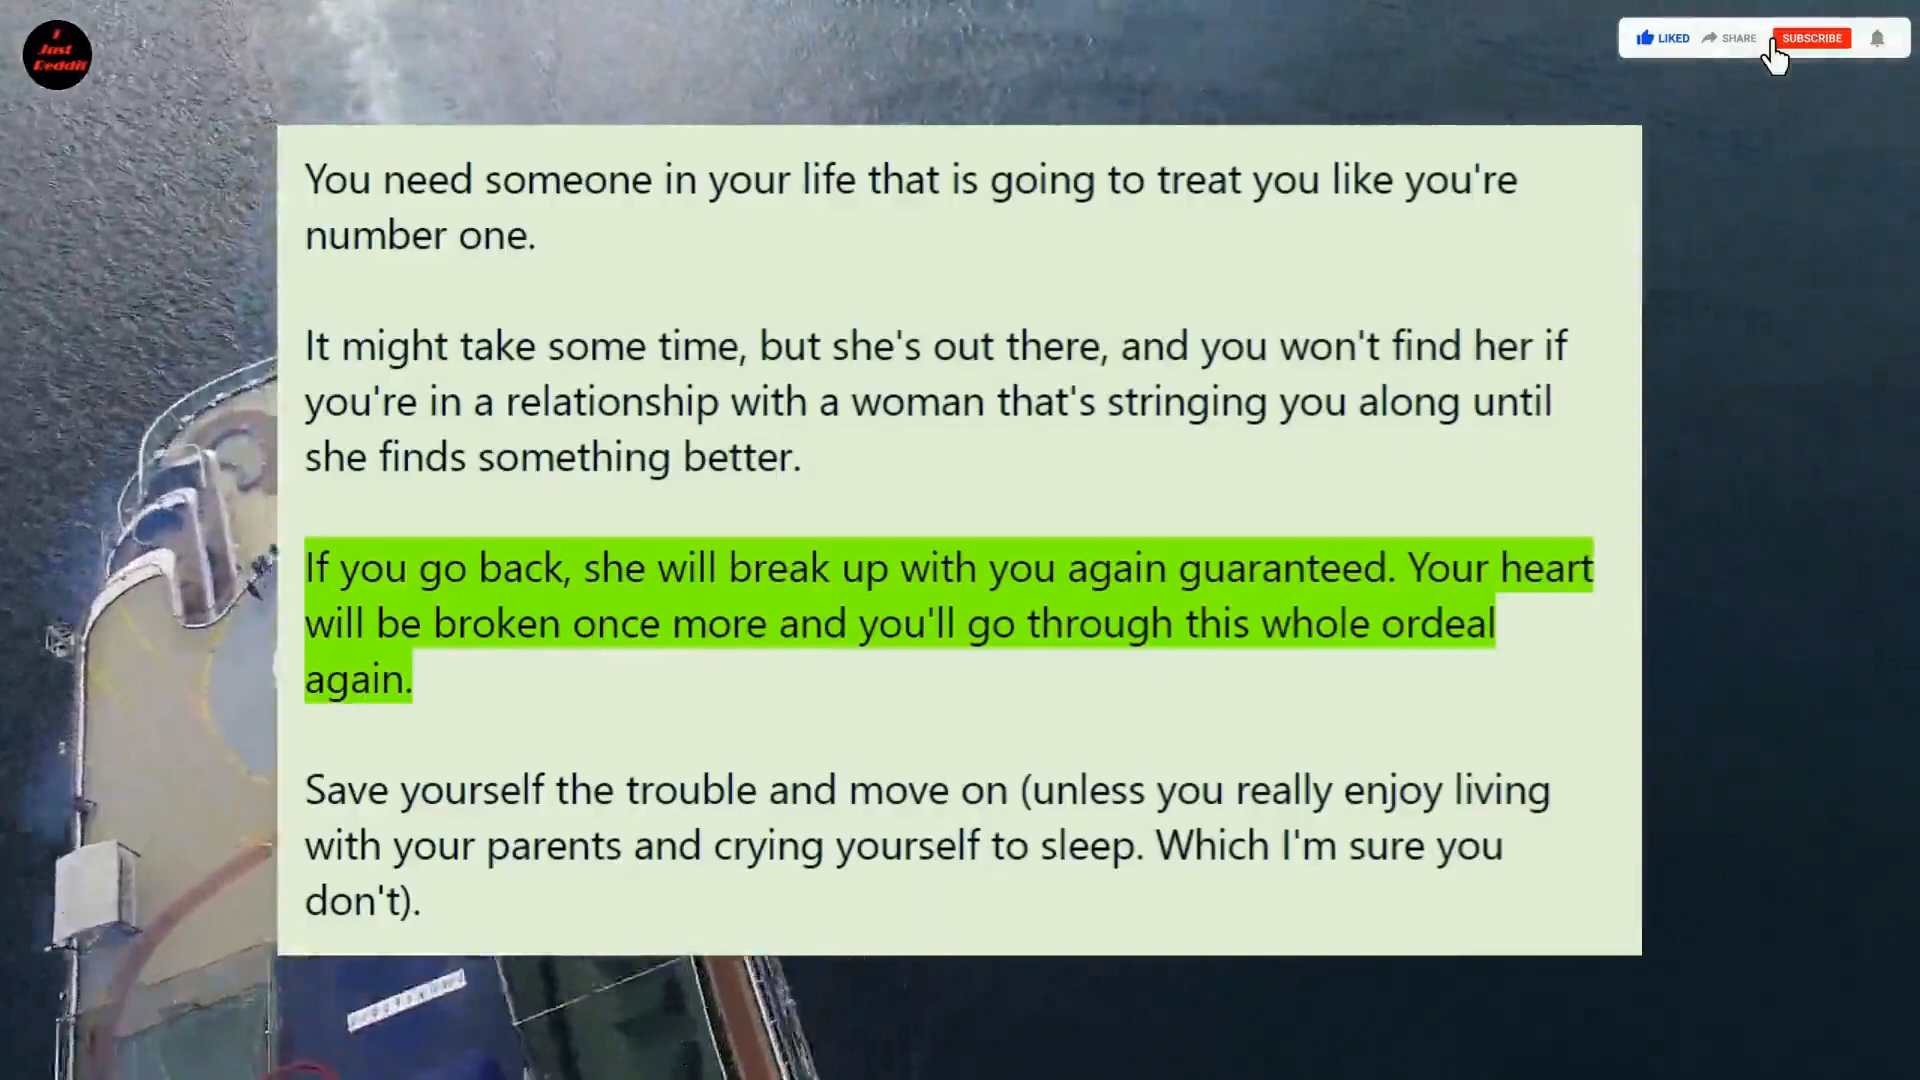 I
Just
Reddit
LIKED
SHARE
SUBSCRIBE
You need someone in your life that is going to treat you like you're
number one.
It might take some time, but she's out there, and you won't find her if
you're in a relationship with a woman that's stringing you along until
she finds something better.
If you go back, she will break up with you again guaranteed. Your heart
will be broken once more and you'll go through this whole ordeal
again.
Save yourself the trouble and move on (unless you really enjoy living
with your parents and crying yourself to sleep. Which I'm sure you
don't).